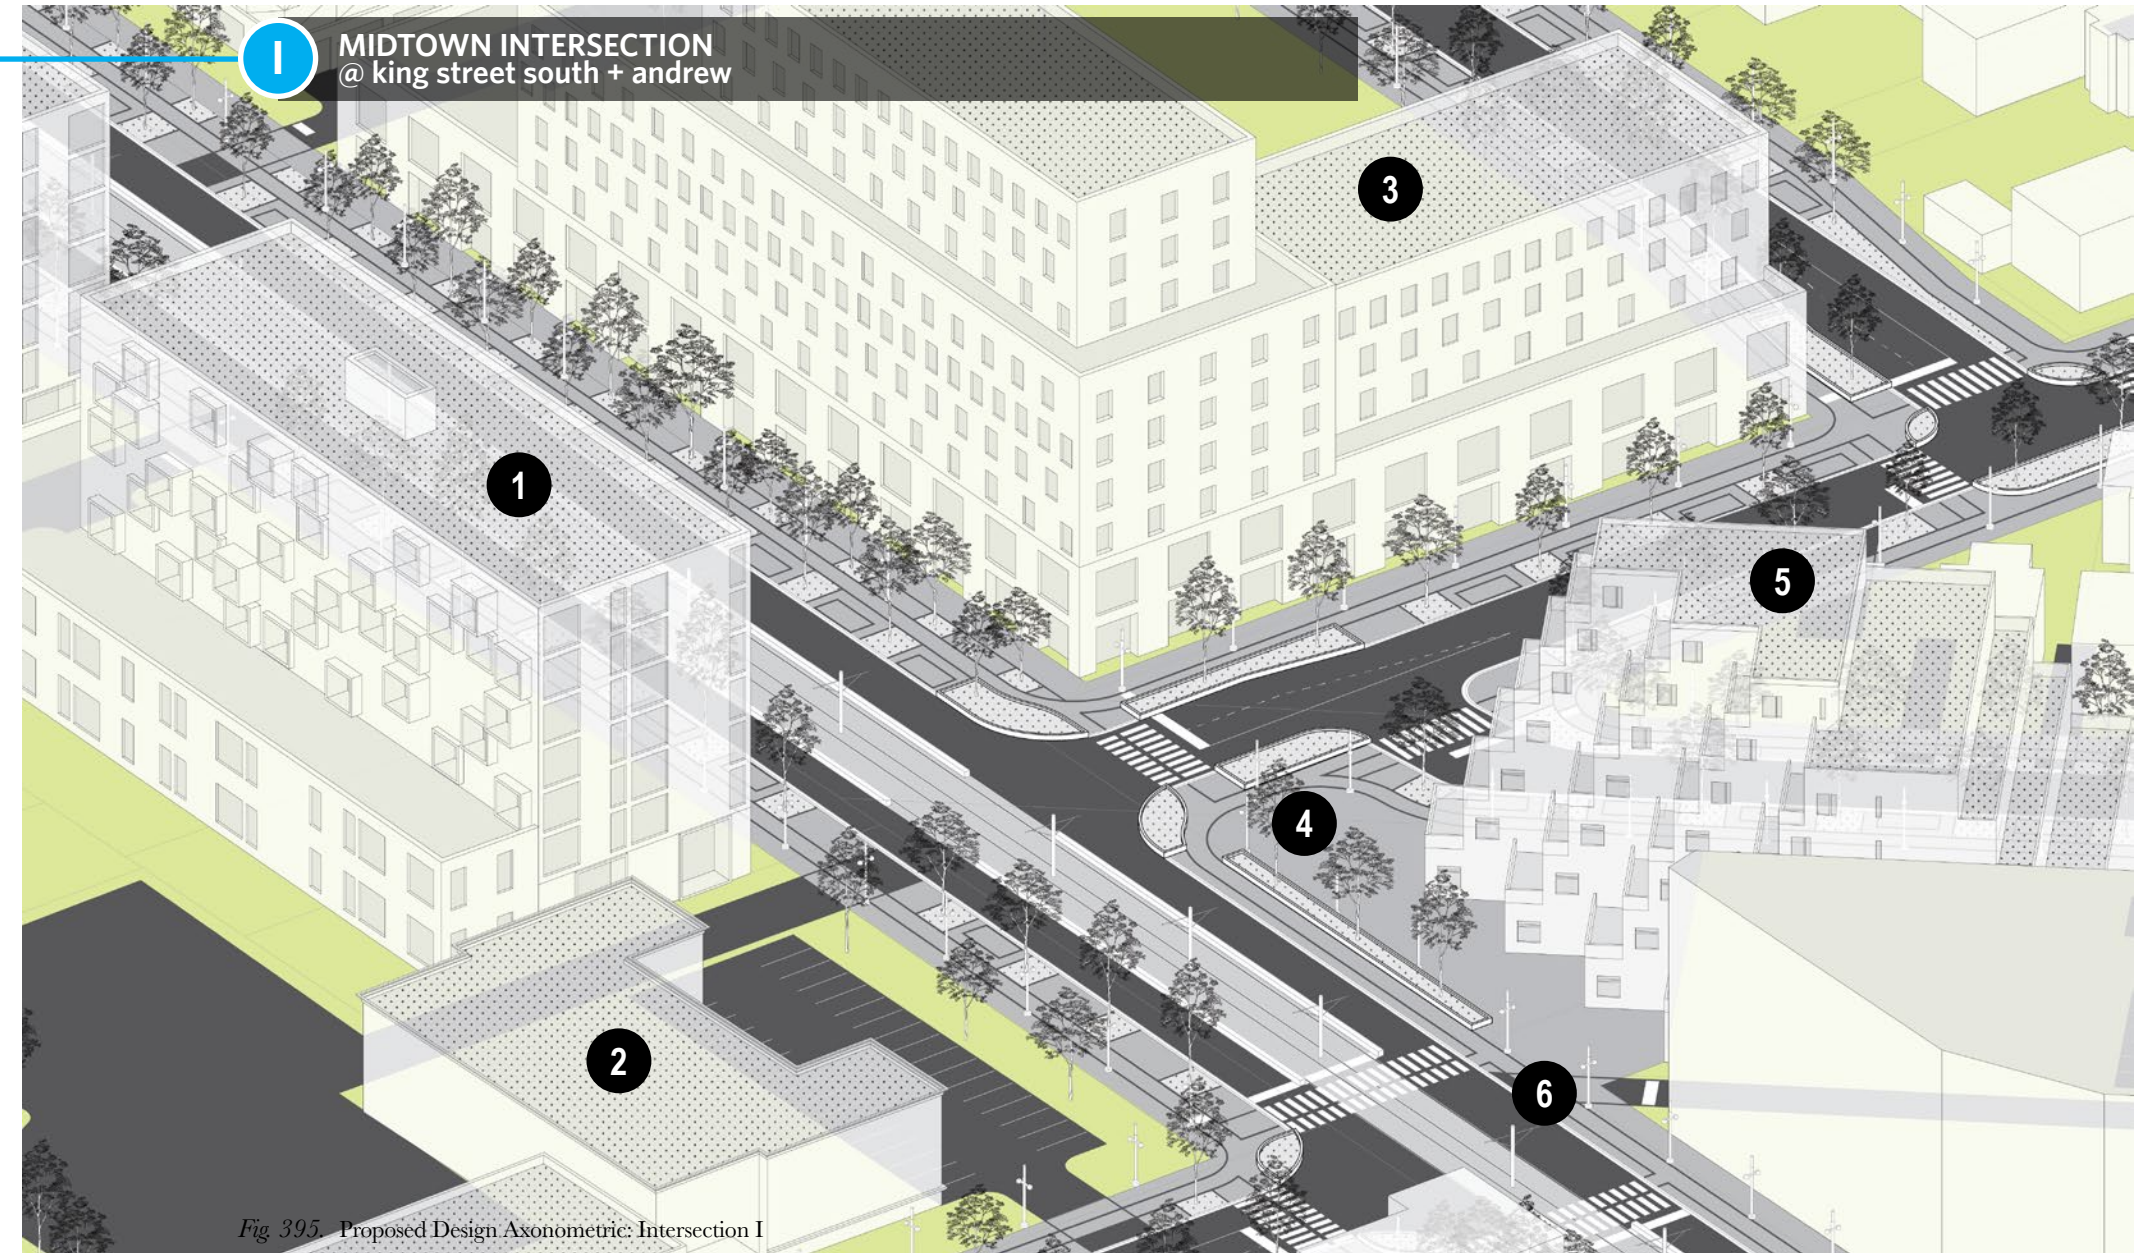 I
MIDTOWN INTERSECTION
@ king street south + andrew
3
1
5
4
2
6
Fig. 395. Proposed Design Axonometric: Intersection I